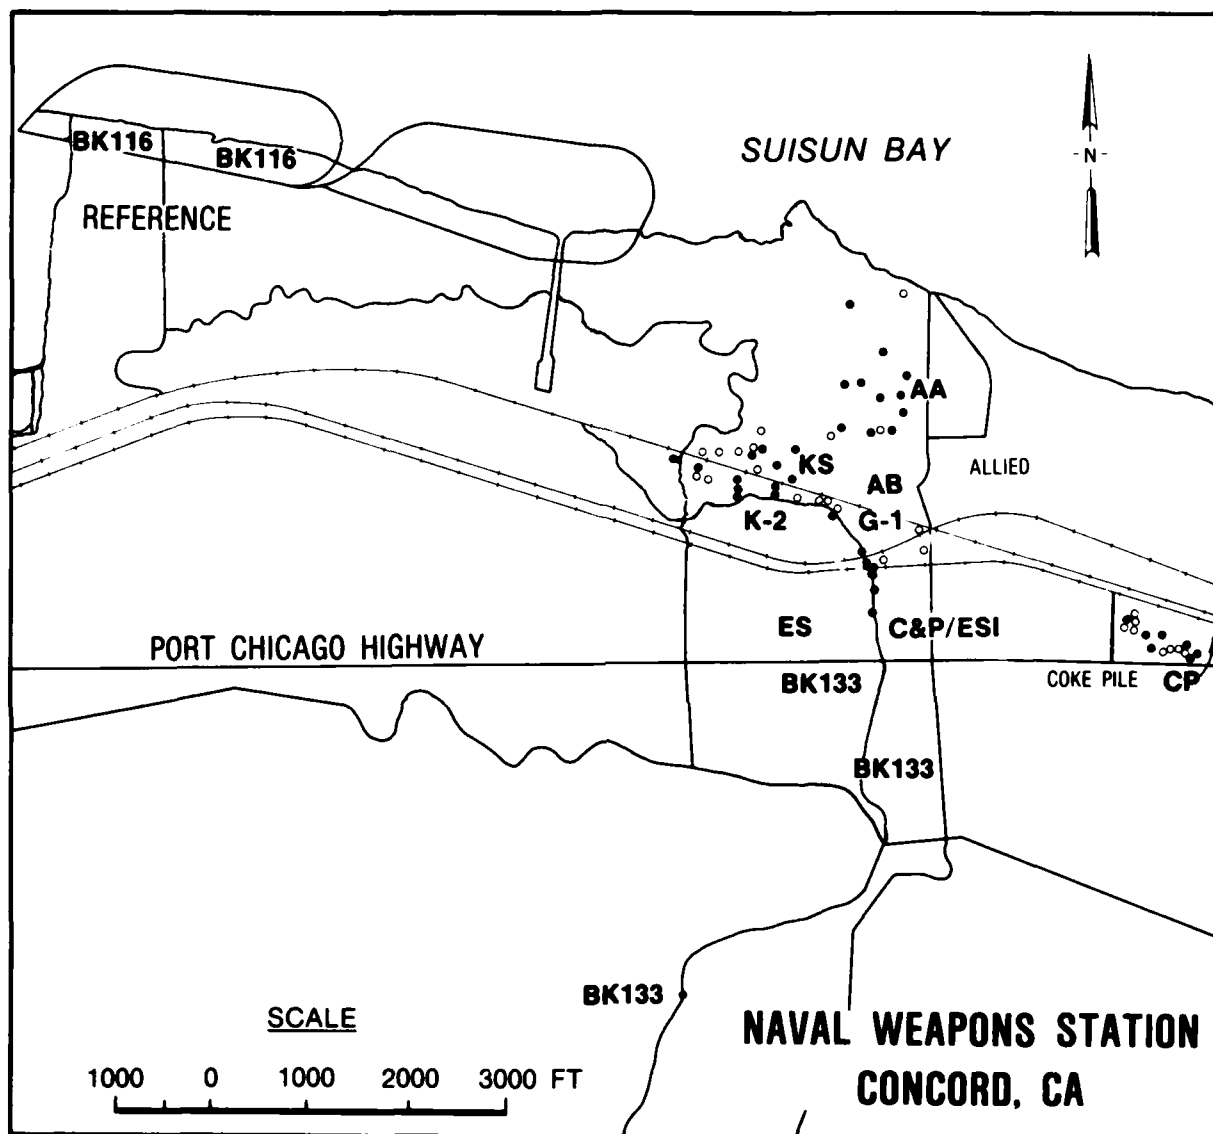 BK116
BK116
SUISUN BAY
N
REFERENCE
AA
KS
ALLIED
AB
K-2
G-1
ES
C&P/ESI
PORT CHICAGO HIGHWAY
BK133
COKE PILE
CP
BK133
BK133
SCALE
NAVAL WEAPONS STATION
CONCORD, CA
1000 0 1000 2000 3000 FT